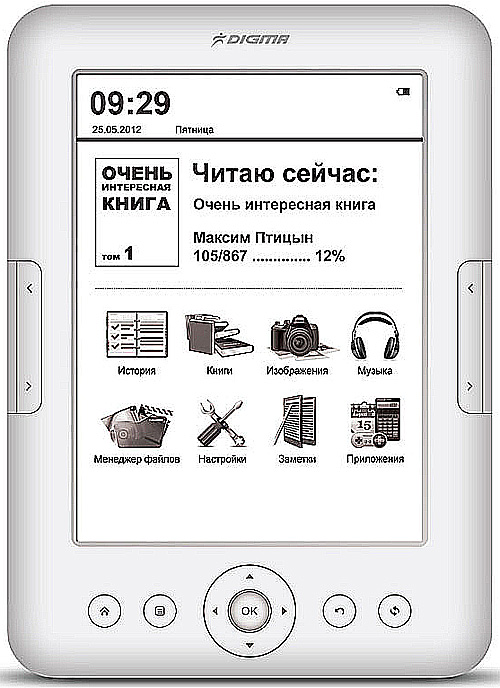 DIGMA
09:29
25.05.2012 Пятница
ОЧЕНЬ
ИНТЕРЕСНАЯ
КНИГА
том 1
Читаю сейчас:
Очень интересная книга
Максим Птицын
105/867 ............. 12%
История Книги Изображения Музыка
15
Менеджер файлов Настройки Заметки Приложения
OK